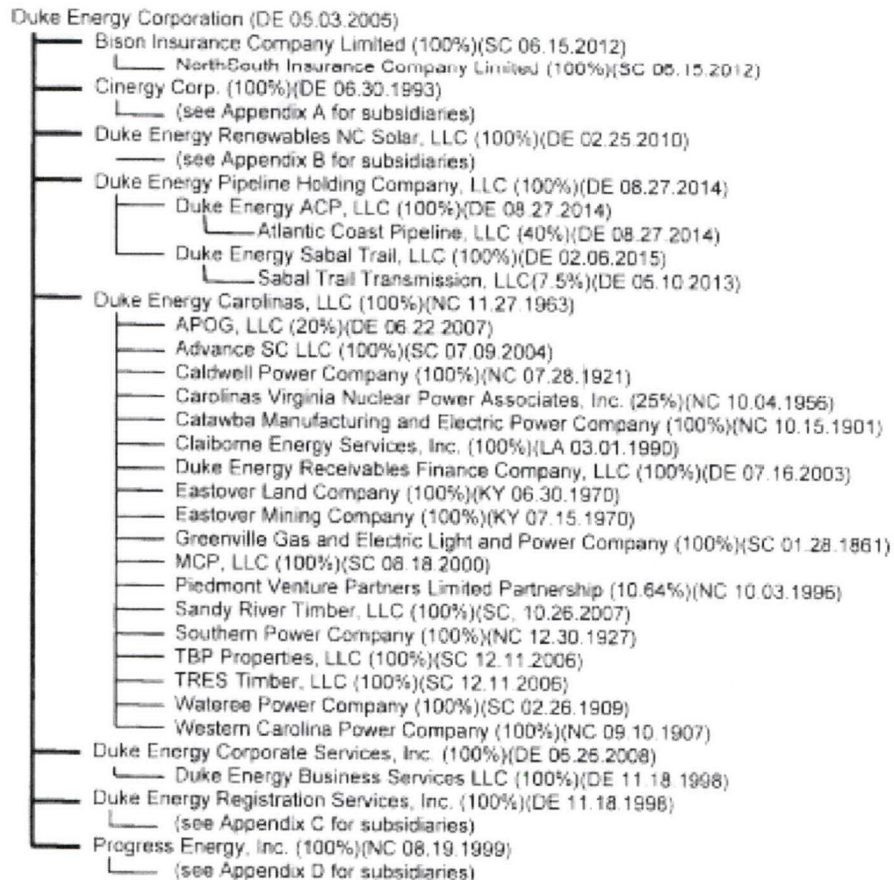 Duke Energy Corporation (DE 05.03.2005)
Bison Insurance Company Limited (100%)(SC 06.15.2012)
NorthSouth Insurance Company Limited (100%)(SC 06.15.2012)
Cinergy Corp. (100%)(DE 06.30.1993)
(see Appendix A for subsidiaries)
Duke Energy Renewables NC Solar, LLC (100%)(DE 02.25.2010)
(see Appendix B for subsidiaries)
Duke Energy Pipeline Holding Company, LLC (100%)(DE 08.27.2014)
Duke Energy ACP, LLC (100%)(DE 08.27.2014)
Atlantic Coast Pipeline, LLC (40%)(DE 08.27.2014)
Duke Energy Sabal Trail, LLC (100%)(DE 02.06.2015)
Sabal Trail Transmission, LLC(7.5%)(DE 05.10.2013)
Duke Energy Carolinas, LLC (100%)(NC 11.27.1963)
APOG, LLC (20%)(DE 06.22.2007)
Advance SC LLC (100%)(SC 07.09.2004)
Caldwell Power Company (100%)(NC 07.28.1921)
Carolinas Virginia Nuclear Power Associates, Inc. (25%)(NC 10.04.1956)
Catawba Manufacturing and Electric Power Company (100%)(NC 10.15.1901)
Claiborne Energy Services, Inc. (100%)(LA 03.01.1990)
Duke Energy Receivables Finance Company, LLC (100%)(DE 07.16.2003)
Eastover Land Company (100%)(KY 06.30.1970)
Eastover Mining Company (100%)(KY 07.15.1970)
Greenville Gas and Electric Light and Power Company (100%)(SC 01.28.1861)
MCP, LLC (100%)(SC 08.18.2000)
Piedmont Venture Partners Limited Partnership (10.64%)(NC 10.03.1996)
Sandy River Timber, LLC (100%)(SC, 10.26.2007)
Southern Power Company (100%)(NC 12.30.1927)
TBP Properties, LLC (100%)(SC 12.11.2006)
TRES Timber, LLC (100%)(SC 12.11.2006)
Wateree Power Company (100%)(SC 02.26.1909)
Western Carolina Power Company (100%)(NC 09.10.1907)
Duke Energy Corporate Services, Inc. (100%)(DE 05.26.2008)
Duke Energy Business Services LLC (100%)(DE 11.18.1998)
Duke Energy Registration Services, Inc. (100%)(DE 11.18.1998)
(see Appendix C for subsidiaries)
Progress Energy, Inc. (100%)(NC 08.19.1999)
(see Appendix D for subsidiaries)